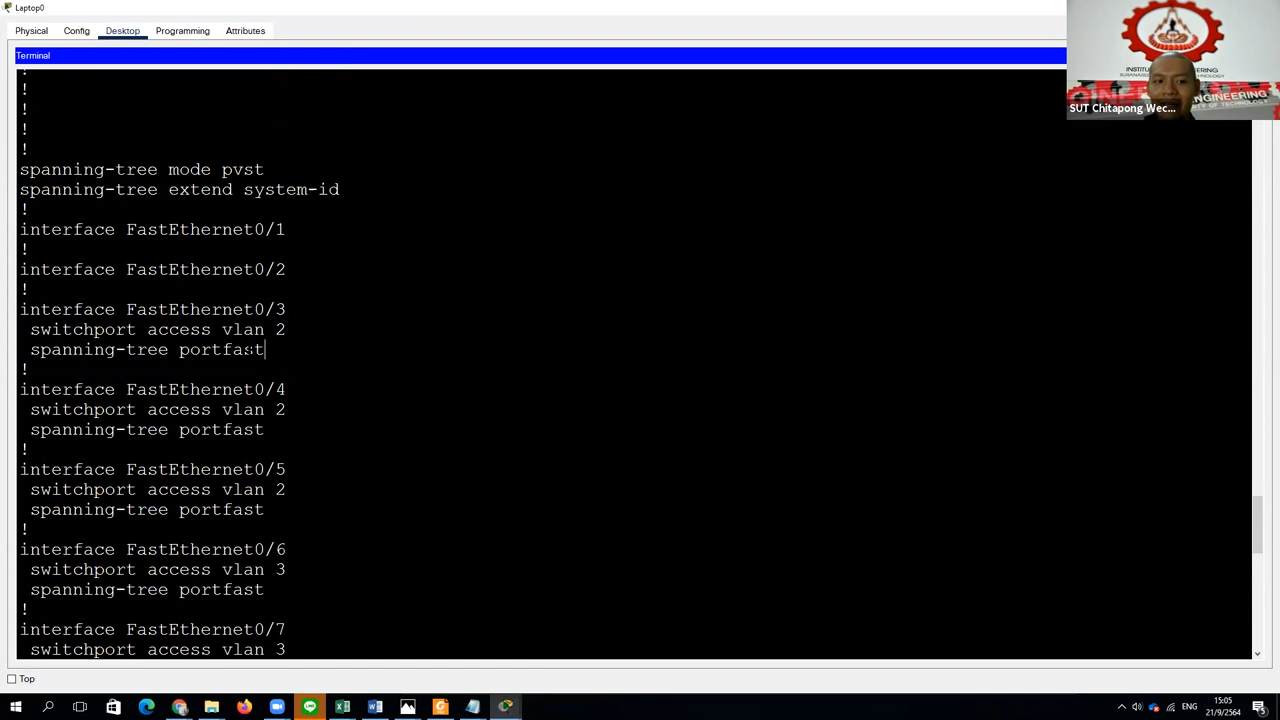 Laptop0
Physical Config Desktop Programming Attributes
Terminal
!
!
!
!
!
spanning-tree mode pvst
spanning-tree extend system-id
!
interface FastEthernet0/1
!
interface FastEthernet0/2
!
interface FastEthernet0/3
switchport access vlan 2
spanning-tree portfast
!
interface FastEthernet0/4
switchport access vlan 2
spanning-tree portfast
!
interface FastEthernet0/5
switchport access vlan 2
spanning-tree portfast
!
interface FastEthernet0/6
switchport access vlan 3
spanning-tree portfast
!
interface FastEthernet0/7
switchport access vlan 3
Top
SUT Chitapong Wec...
ENG
15:05
21/9/2564